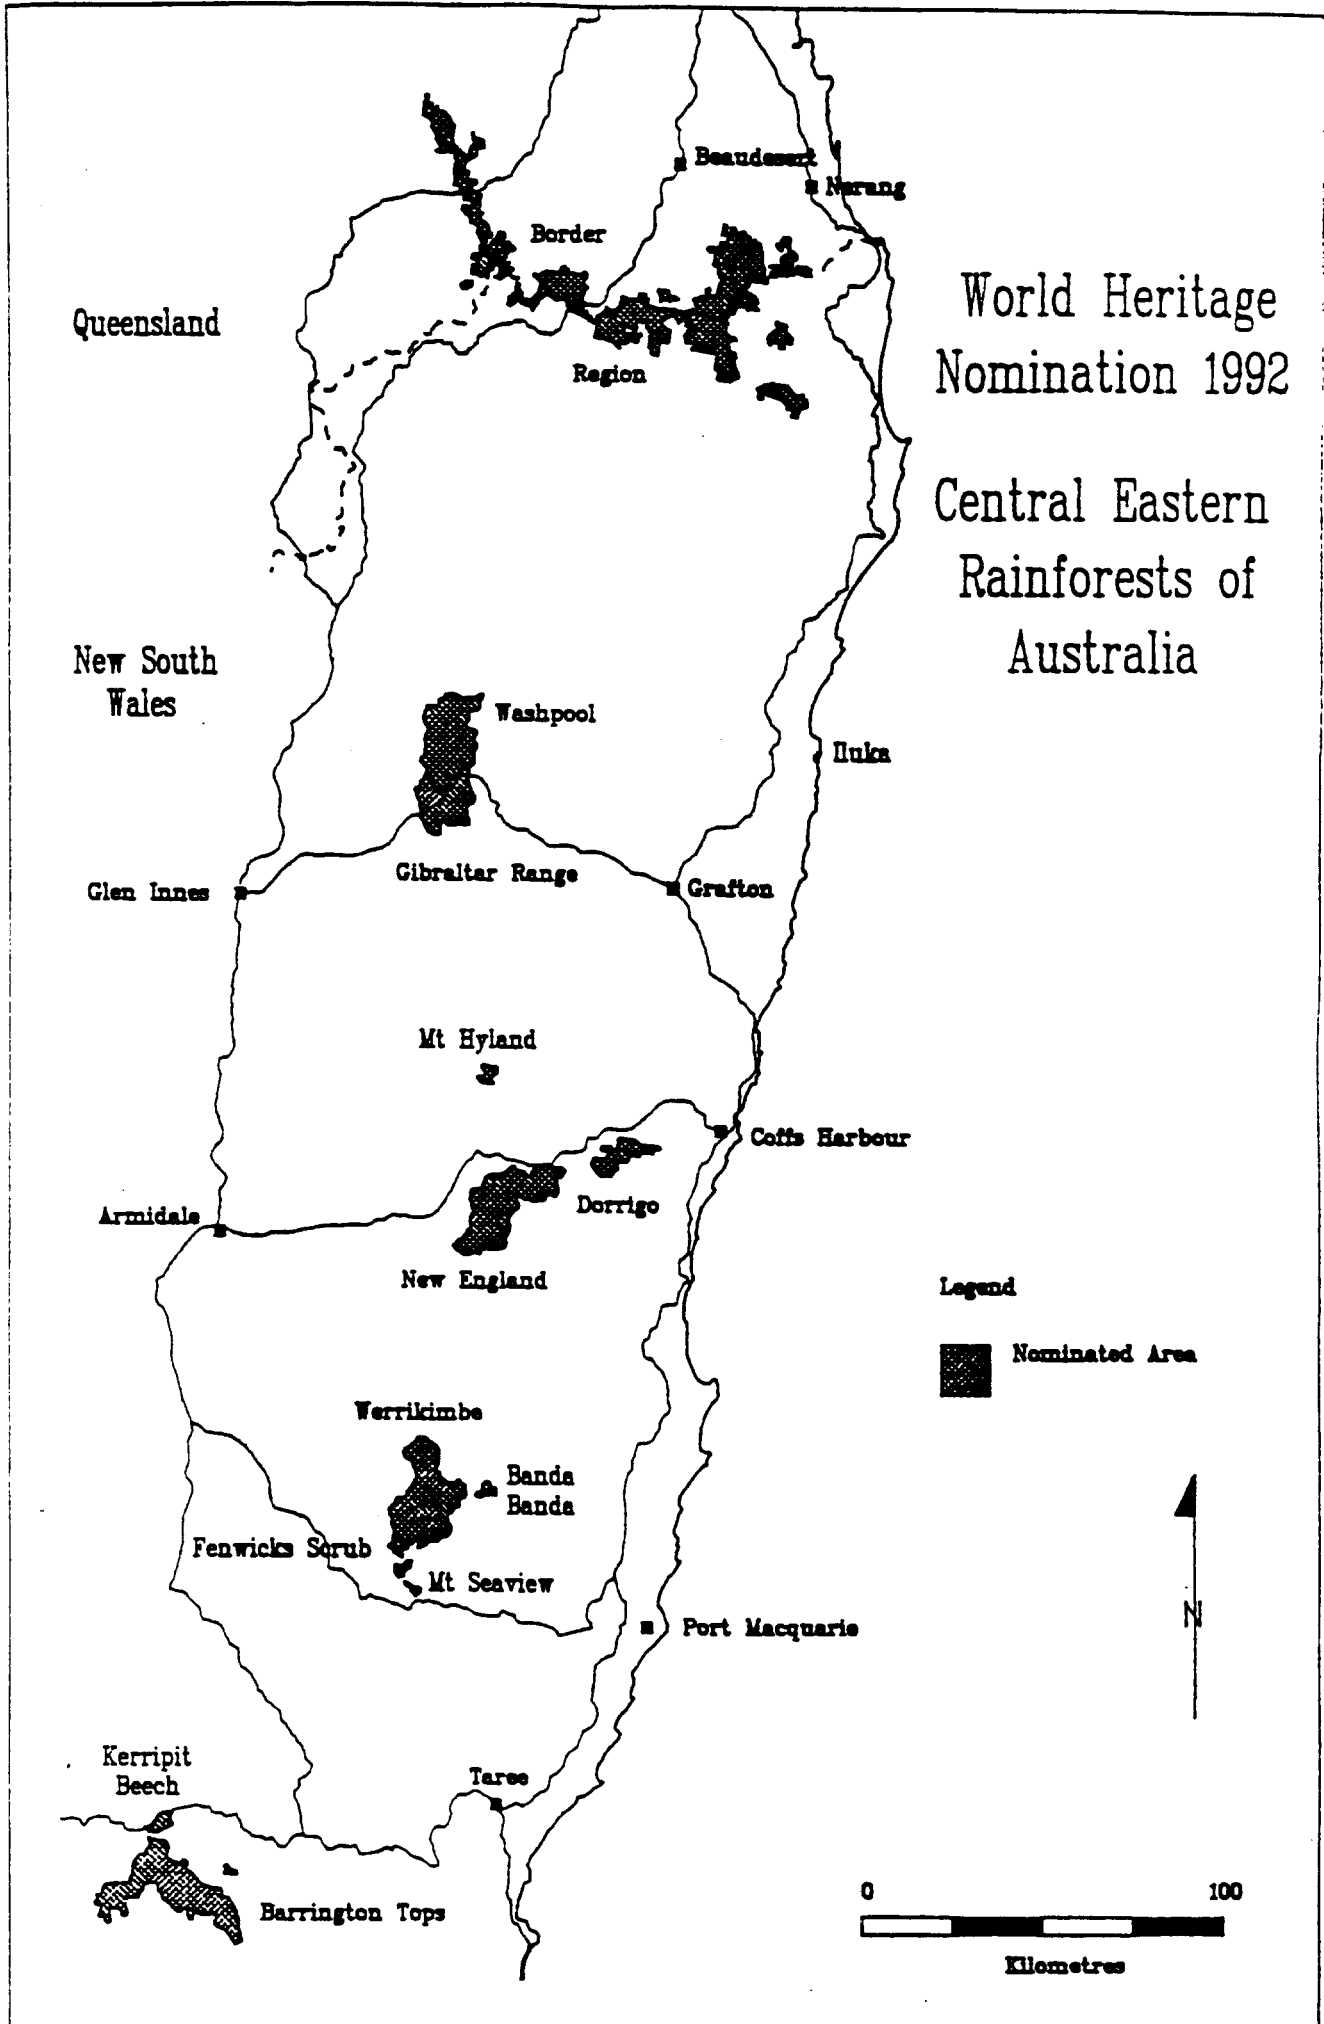 Beaudesert
Nerang
Border
World Heritage
Nomination 1992
Queensland
Region
Central Eastern
Rainforests of
Australia
New South
Wales
Washpool
Iluka
Gibraltar Range
Glen Innes
Grafton
Mt Hyland
Coffs Harbour
Dorrigo
Armidale
New England
Legend
Nominated Area
Werrikimbe
Banda
Banda
Fenwicks Scrub
Mt Seaview
N
Port Macquarie
Kerripit
Beech
Taree
Barrington Tops
0 100
Kilometres